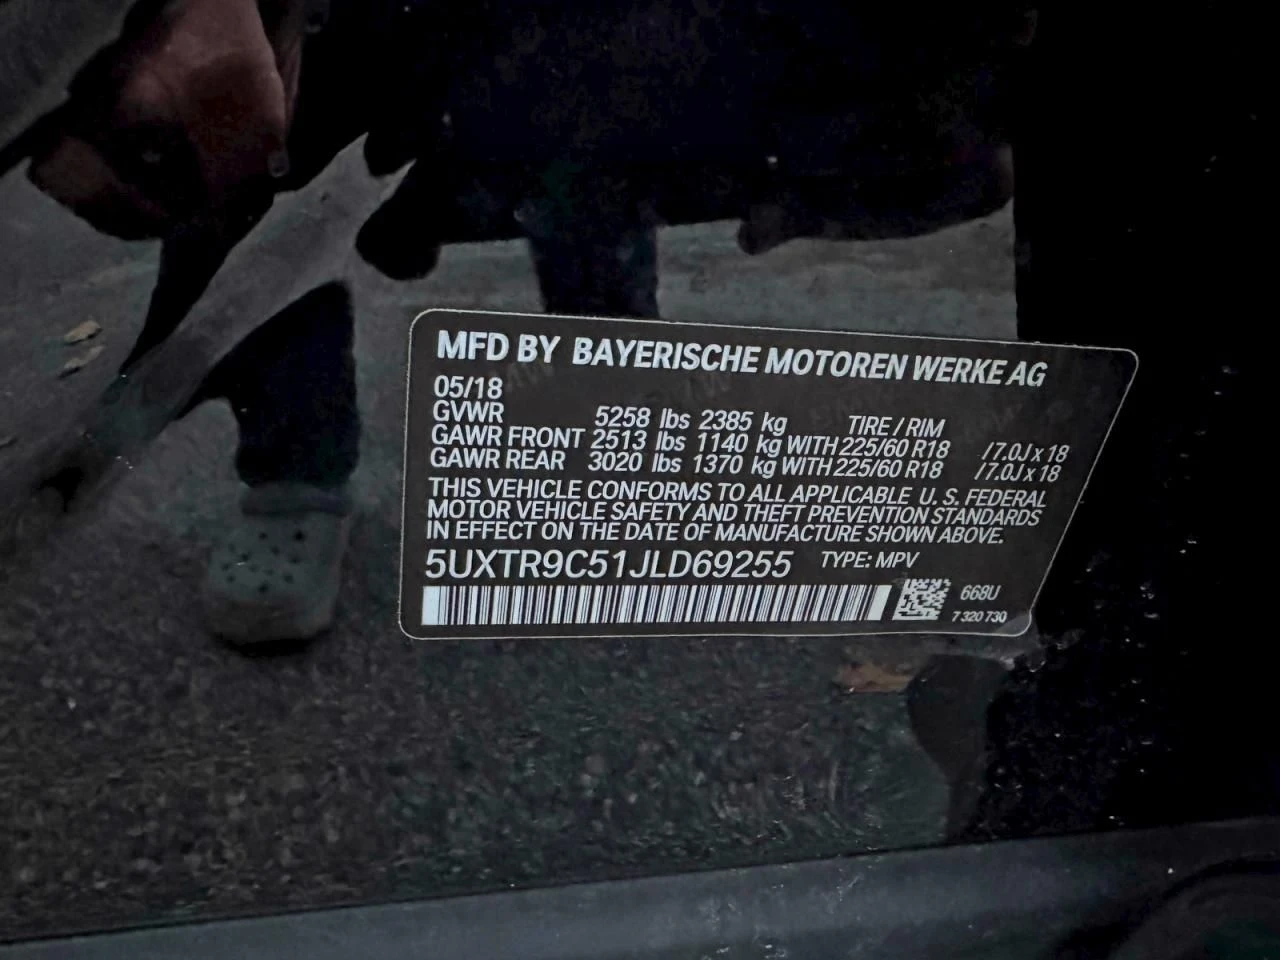 MFD BY BAYERISCHE MOTOREN WERKE AG
05/18
GVWR 5258 lbs 2385 kg TIRE / RIM
GAWR FRONT 2513 lbs 1140 kg WITH 225/60 R18 /7.0J x 18
GAWR REAR 3020 lbs 1370 kg WITH 225/60 R18 /7.0J x 18
THIS VEHICLE CONFORMS TO ALL APPLICABLE U. S. FEDERAL
MOTOR VEHICLE SAFETY AND THEFT PREVENTION STANDARDS
IN EFFECT ON THE DATE OF MANUFACTURE SHOWN ABOVE.
5UXTR9C51JLD69255 TYPE: MPV
668U
7 320 730